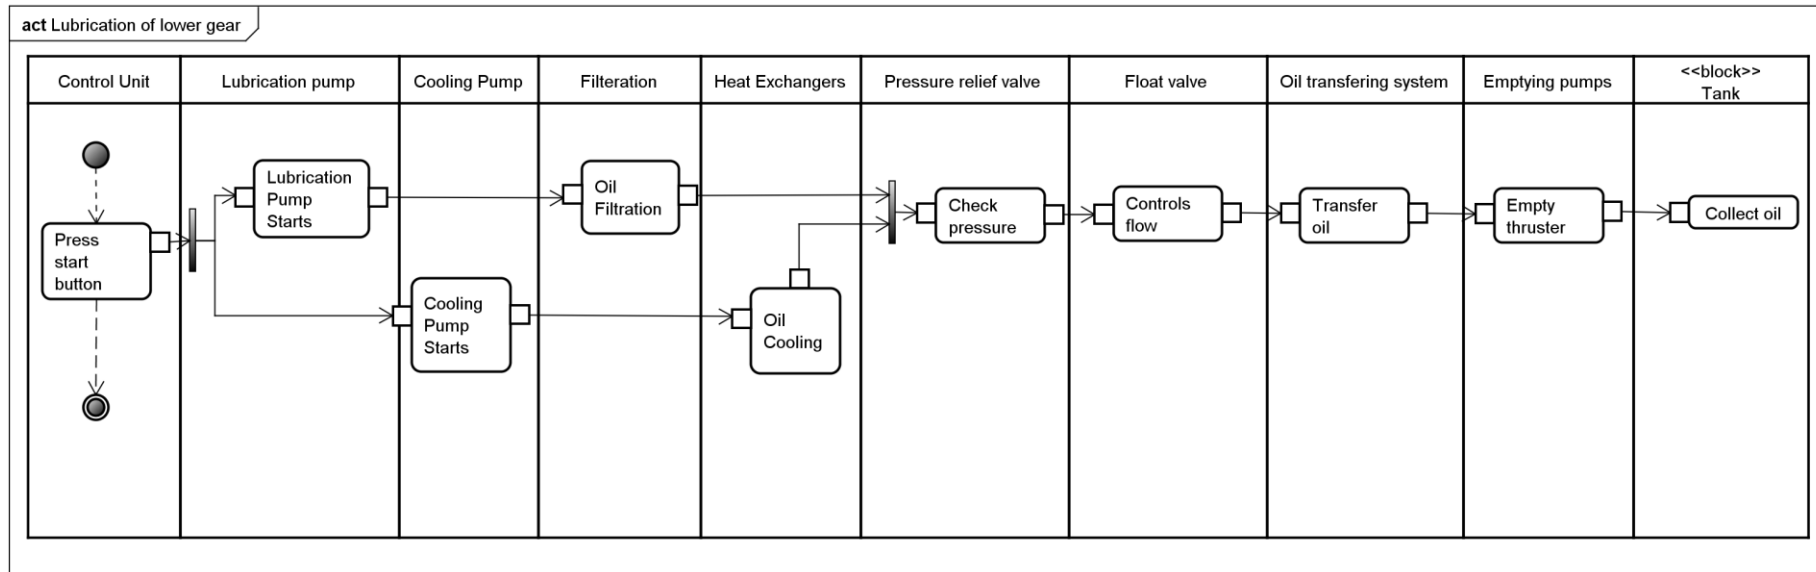 act Lubrication of lower gear
Control Unit
Lubrication pump
Cooling Pump
Filteration
Heat Exchangers
Pressure relief valve
Float valve
Oil transfering system
Emptying pumps
<<block>>
Tank
Press
start
button
Lubrication
Pump
Starts
Cooling
Pump
Starts
Oil
Filtration
Oil
Cooling
Check
pressure
Controls
flow
Transfer
oil
Empty
thruster
Collect oil